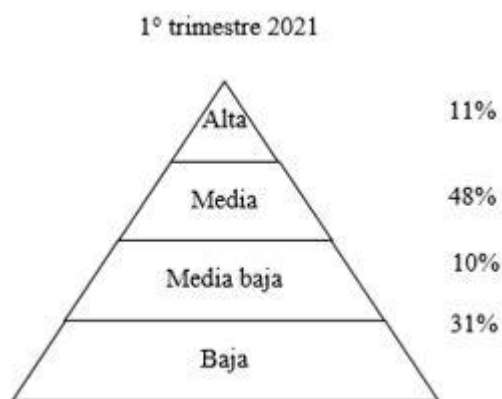 1° trimestre 2021
Alta 11%
Media 48%
Media baja 10%
Baja 31%